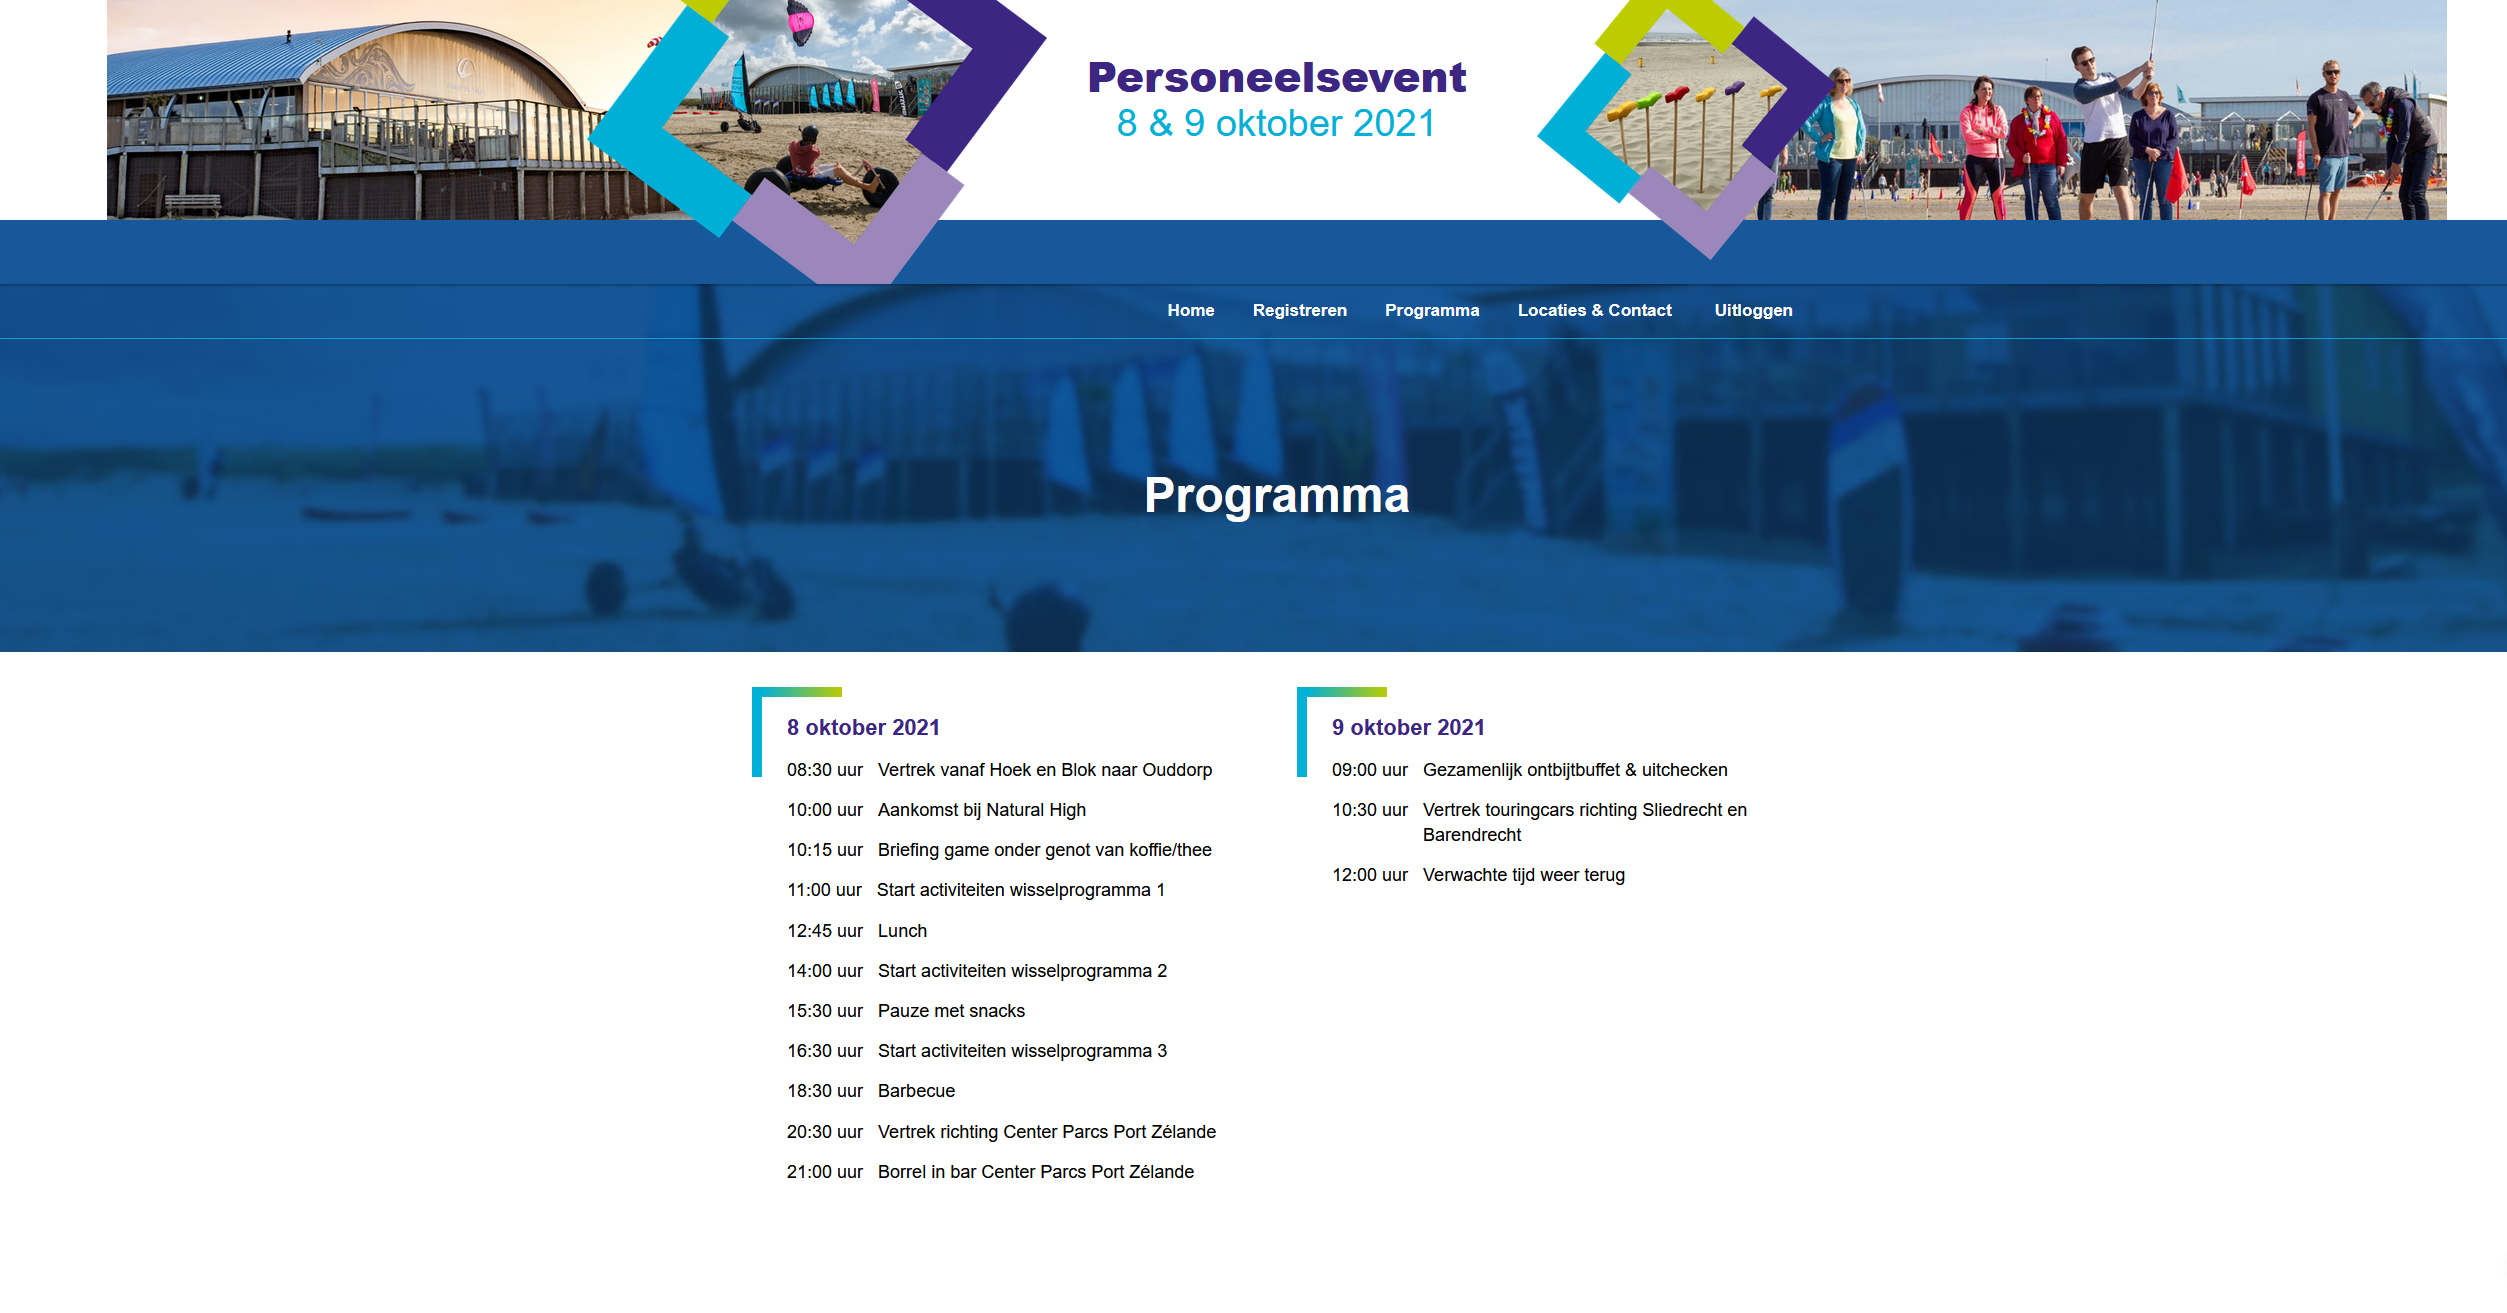 Personeelsevent
8 & 9 oktober 2021
Home Registreren Programma Locaties & Contact Uitloggen
Programma
8 oktober 2021
08:30 uur Vertrek vanaf Hoek en Blok naar Ouddorp
10:00 uur Aankomst bij Natural High
10:15 uur Briefing game onder genot van koffie/thee
11:00 uur Start activiteiten wisselprogramma 1
12:45 uur Lunch
14:00 uur Start activiteiten wisselprogramma 2
15:30 uur Pauze met snacks
16:30 uur Start activiteiten wisselprogramma 3
18:30 uur Barbecue
20:30 uur Vertrek richting Center Parcs Port Zélande
21:00 uur Borrel in bar Center Parcs Port Zélande
9 oktober 2021
09:00 uur Gezamenlijk ontbijtbuffet & uitchecken
10:30 uur Vertrek touringcars richting Sliedrecht en
Barendrecht
12:00 uur Verwachte tijd weer terug